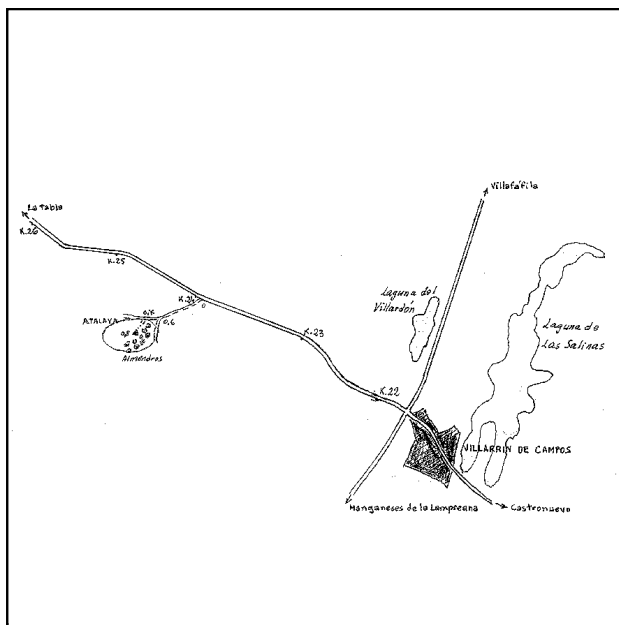 Villafáfila
La Tabla
K.26
K.25
Laguna del
Villardón
K.24
0
ATALAYA
0,6
K.23
Laguna de
Las Salinas
Almendros
K.22
VILLARRIN DE CAMPOS
Manganeses de la Lampreana
Castronuevo